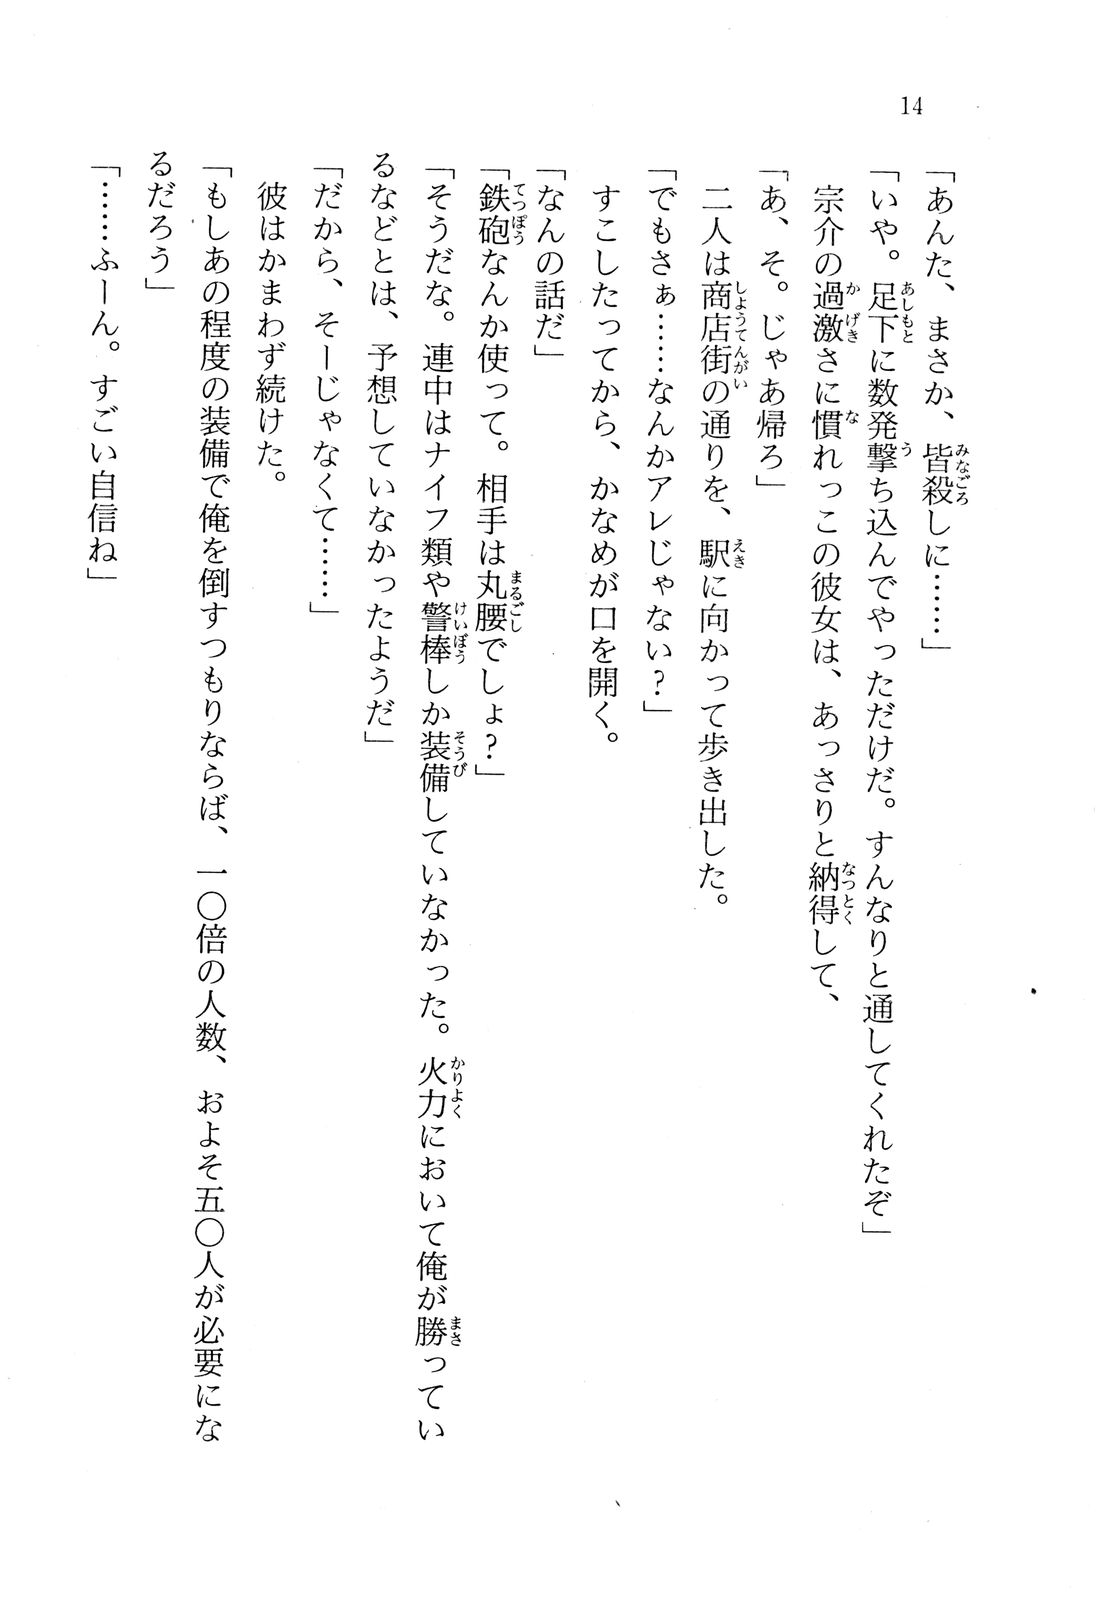 14
「あんた、まさか、皆殺しに……」
「いや。足下に数発撃ち込んでやっただけだ。すんなりと通してくれたぞ」
宗介の過激さに慣れっこの彼女は、あっさりと納得して、
「あ、そ。じゃあ帰ろ」
二人は商店街の通りを、駅に向かって歩き出した。
「でもさぁ……なんかアレじゃない？」
すこしたってから、かなめが口を開く。
「なんの話だ」
「鉄砲なんか使って。相手は丸腰でしょ？」
「そうだな。連中はナイフ類や警棒しか装備していなかった。火力において俺が勝ってい
るなどとは、予想していなかったようだ」
「だから、そーじゃなくて……」
彼はかまわず続けた。
「もしあの程度の装備で俺を倒すつもりならば、一〇倍の人数、およそ五〇人が必要にな
るだろう」
「……ふーん。すごい自信ね」